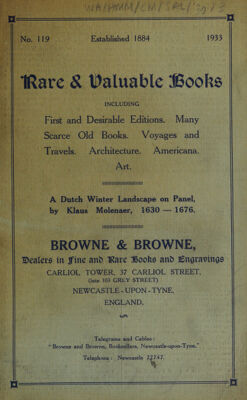 No. 119 Established 1884 1933
Rare & Valuable Books
INCLUDING
First and Desirable Editions. Many
Scarce Old Books. Voyages and
Travels. Architecture. Americana.
Art.
A Dutch Winter Landscape on Panel,
by Klaus Molenaer, 1630—1676.
BROWNE & BROWNE,
Dealers in Fine and Rare Books and Engravings
CARLIOL TOWER, 37 CARLIOL STREET,
(late 103 GREY STREET)
NEWCASTLE-UPON-TYNE,
ENGLAND.
Telegrams and Cables:
"Browne and Browne, Booksellers, Newcastle-upon-Tyne."
Telephone: Newcastle